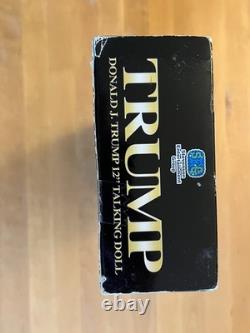 TRUMP
DONALD J. TRUMP 12" TALKING DOLL